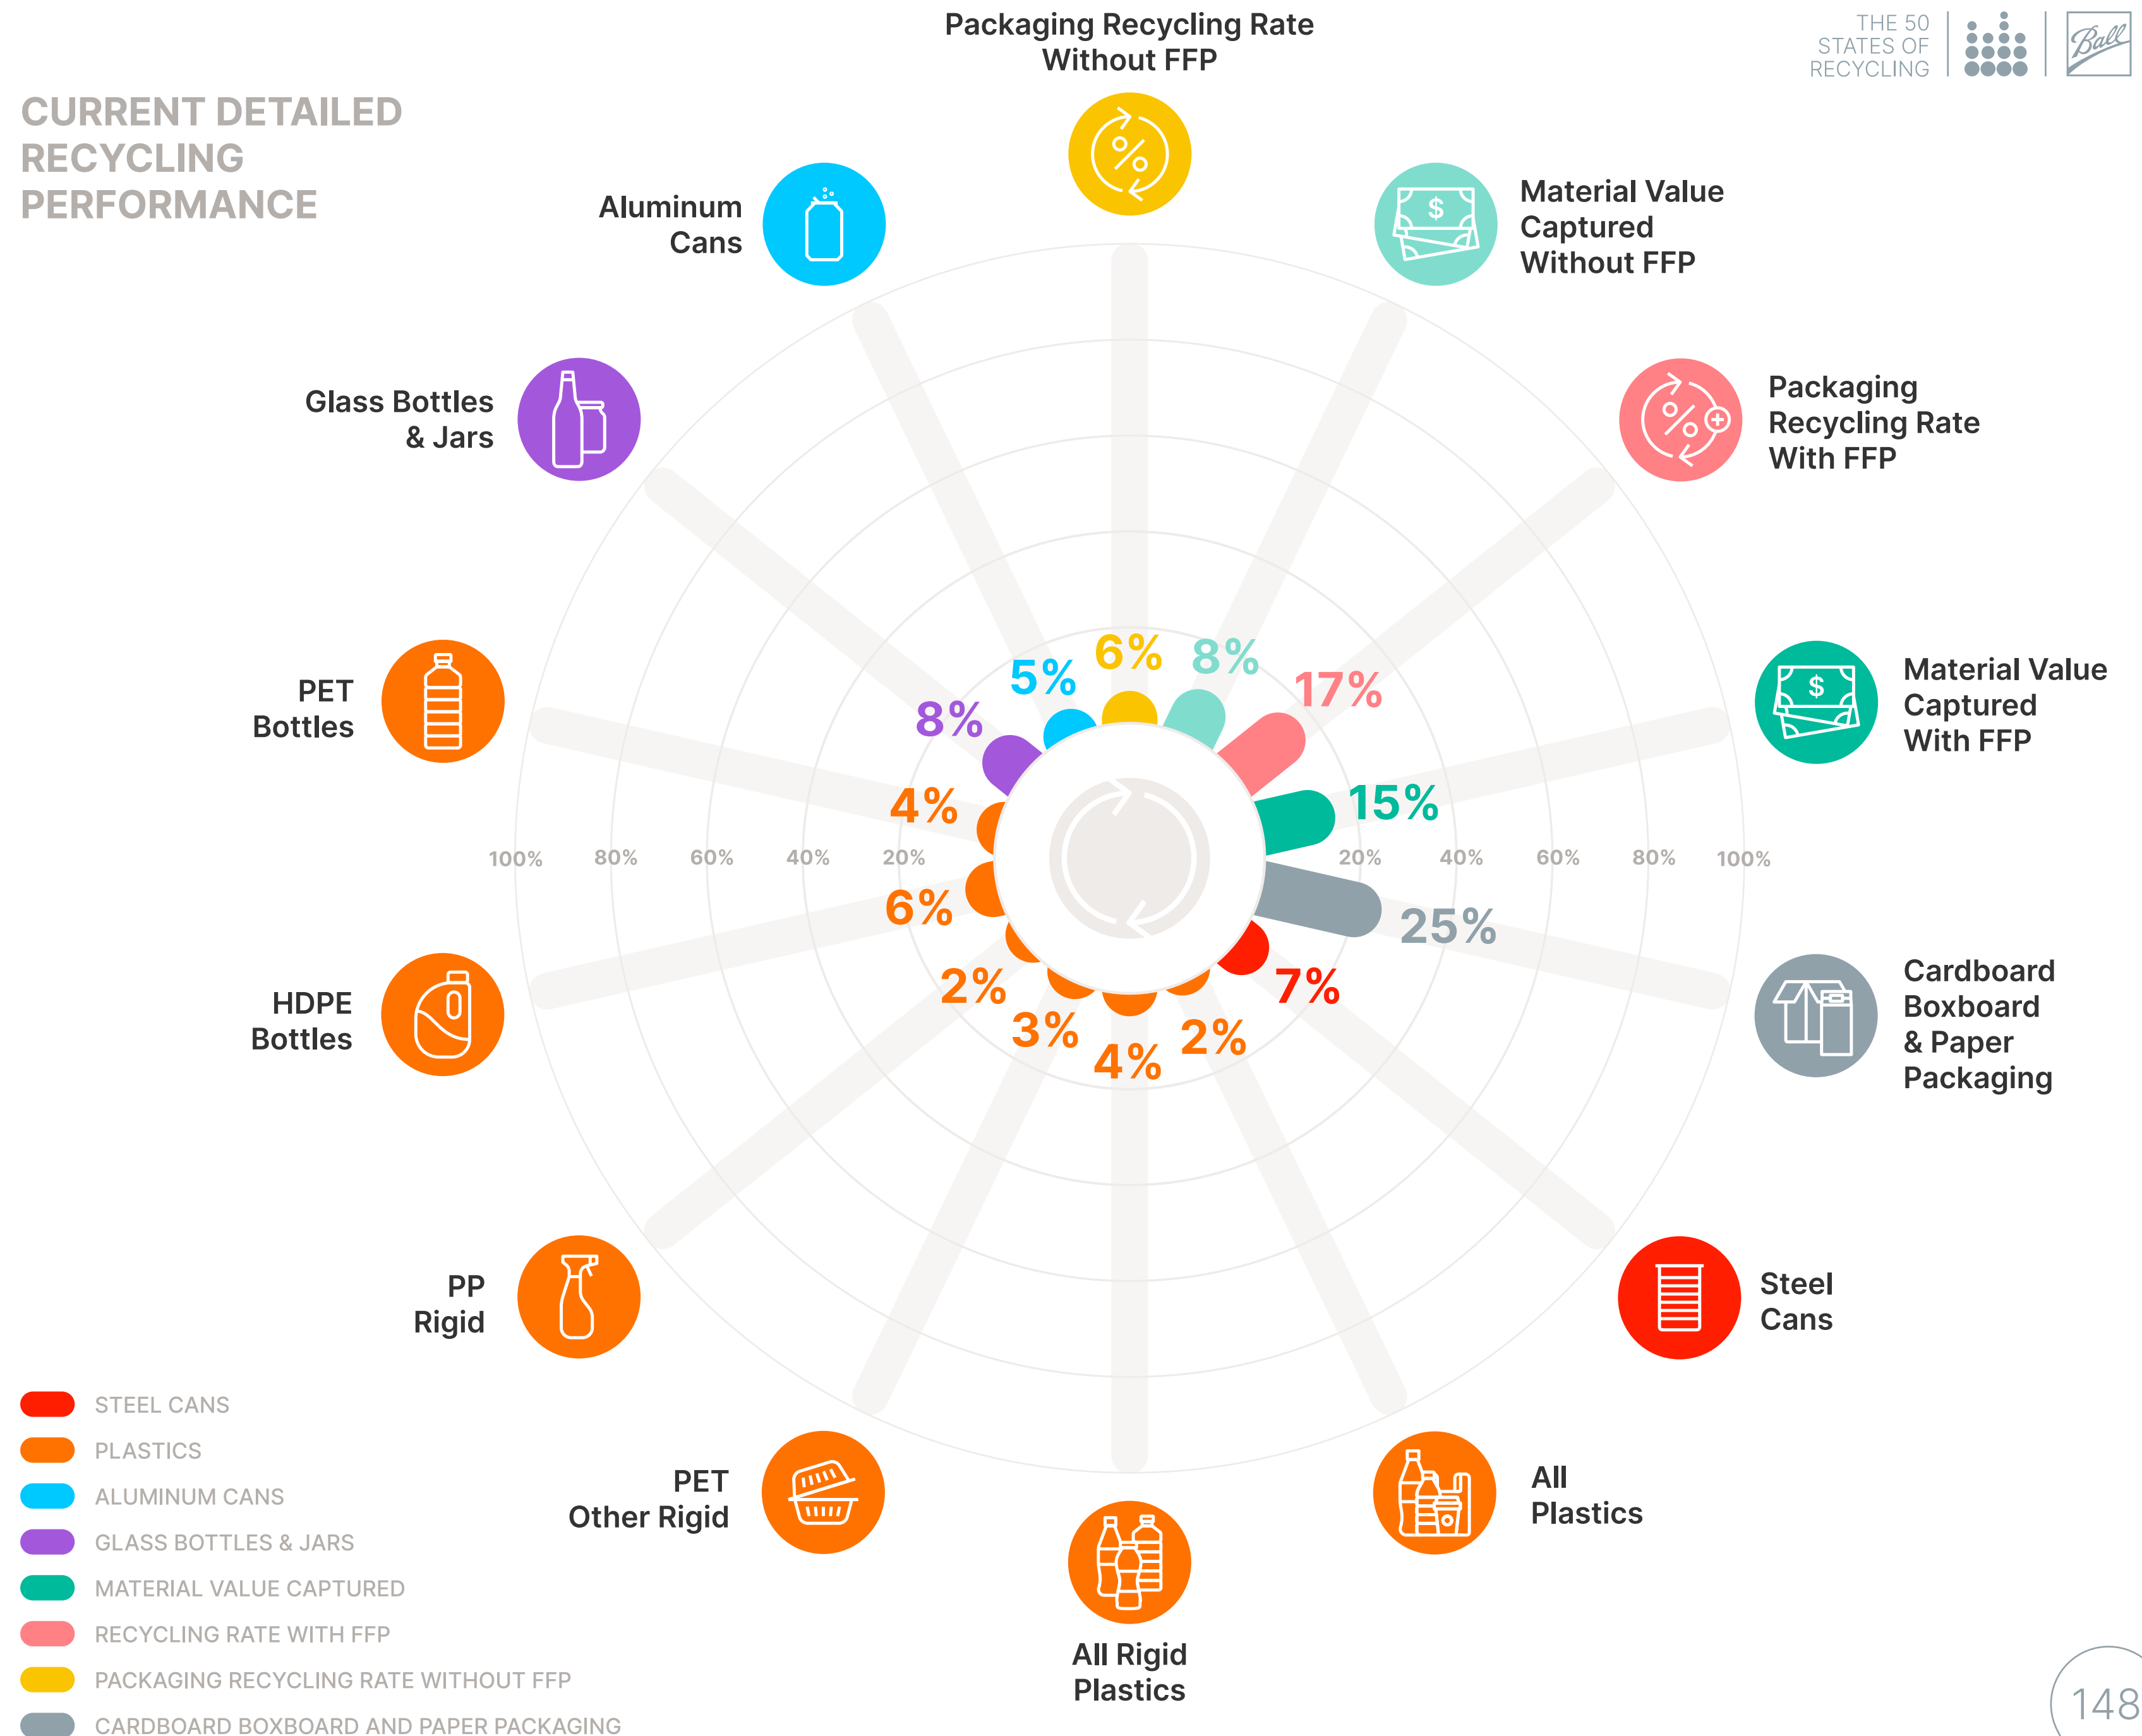 Packaging Recycling Rate
Without FFP
THE 50
STATES OF
RECYCLING
Ball
CURRENT DETAILED
RECYCLING
PERFORMANCE
Aluminum
Cans
$
Material Value
Captured
Without FFP
Glass Bottles
& Jars
Packaging
Recycling Rate
With FFP
PET
Bottles
$
Material Value
Captured
With FFP
5%
6%
8%
17%
8%
4%
15%
100%
80%
60%
40%
20%
20%
40%
60%
80%
100%
6%
25%
2%
3%
4%
2%
7%
HDPE
Bottles
Cardboard
Boxboard
& Paper
Packaging
PP
Rigid
Steel
Cans
PET
Other Rigid
All
Plastics
All Rigid
Plastics
STEEL CANS
PLASTICS
ALUMINUM CANS
GLASS BOTTLES & JARS
MATERIAL VALUE CAPTURED
RECYCLING RATE WITH FFP
PACKAGING RECYCLING RATE WITHOUT FFP
CARDBOARD BOXBOARD AND PAPER PACKAGING
148